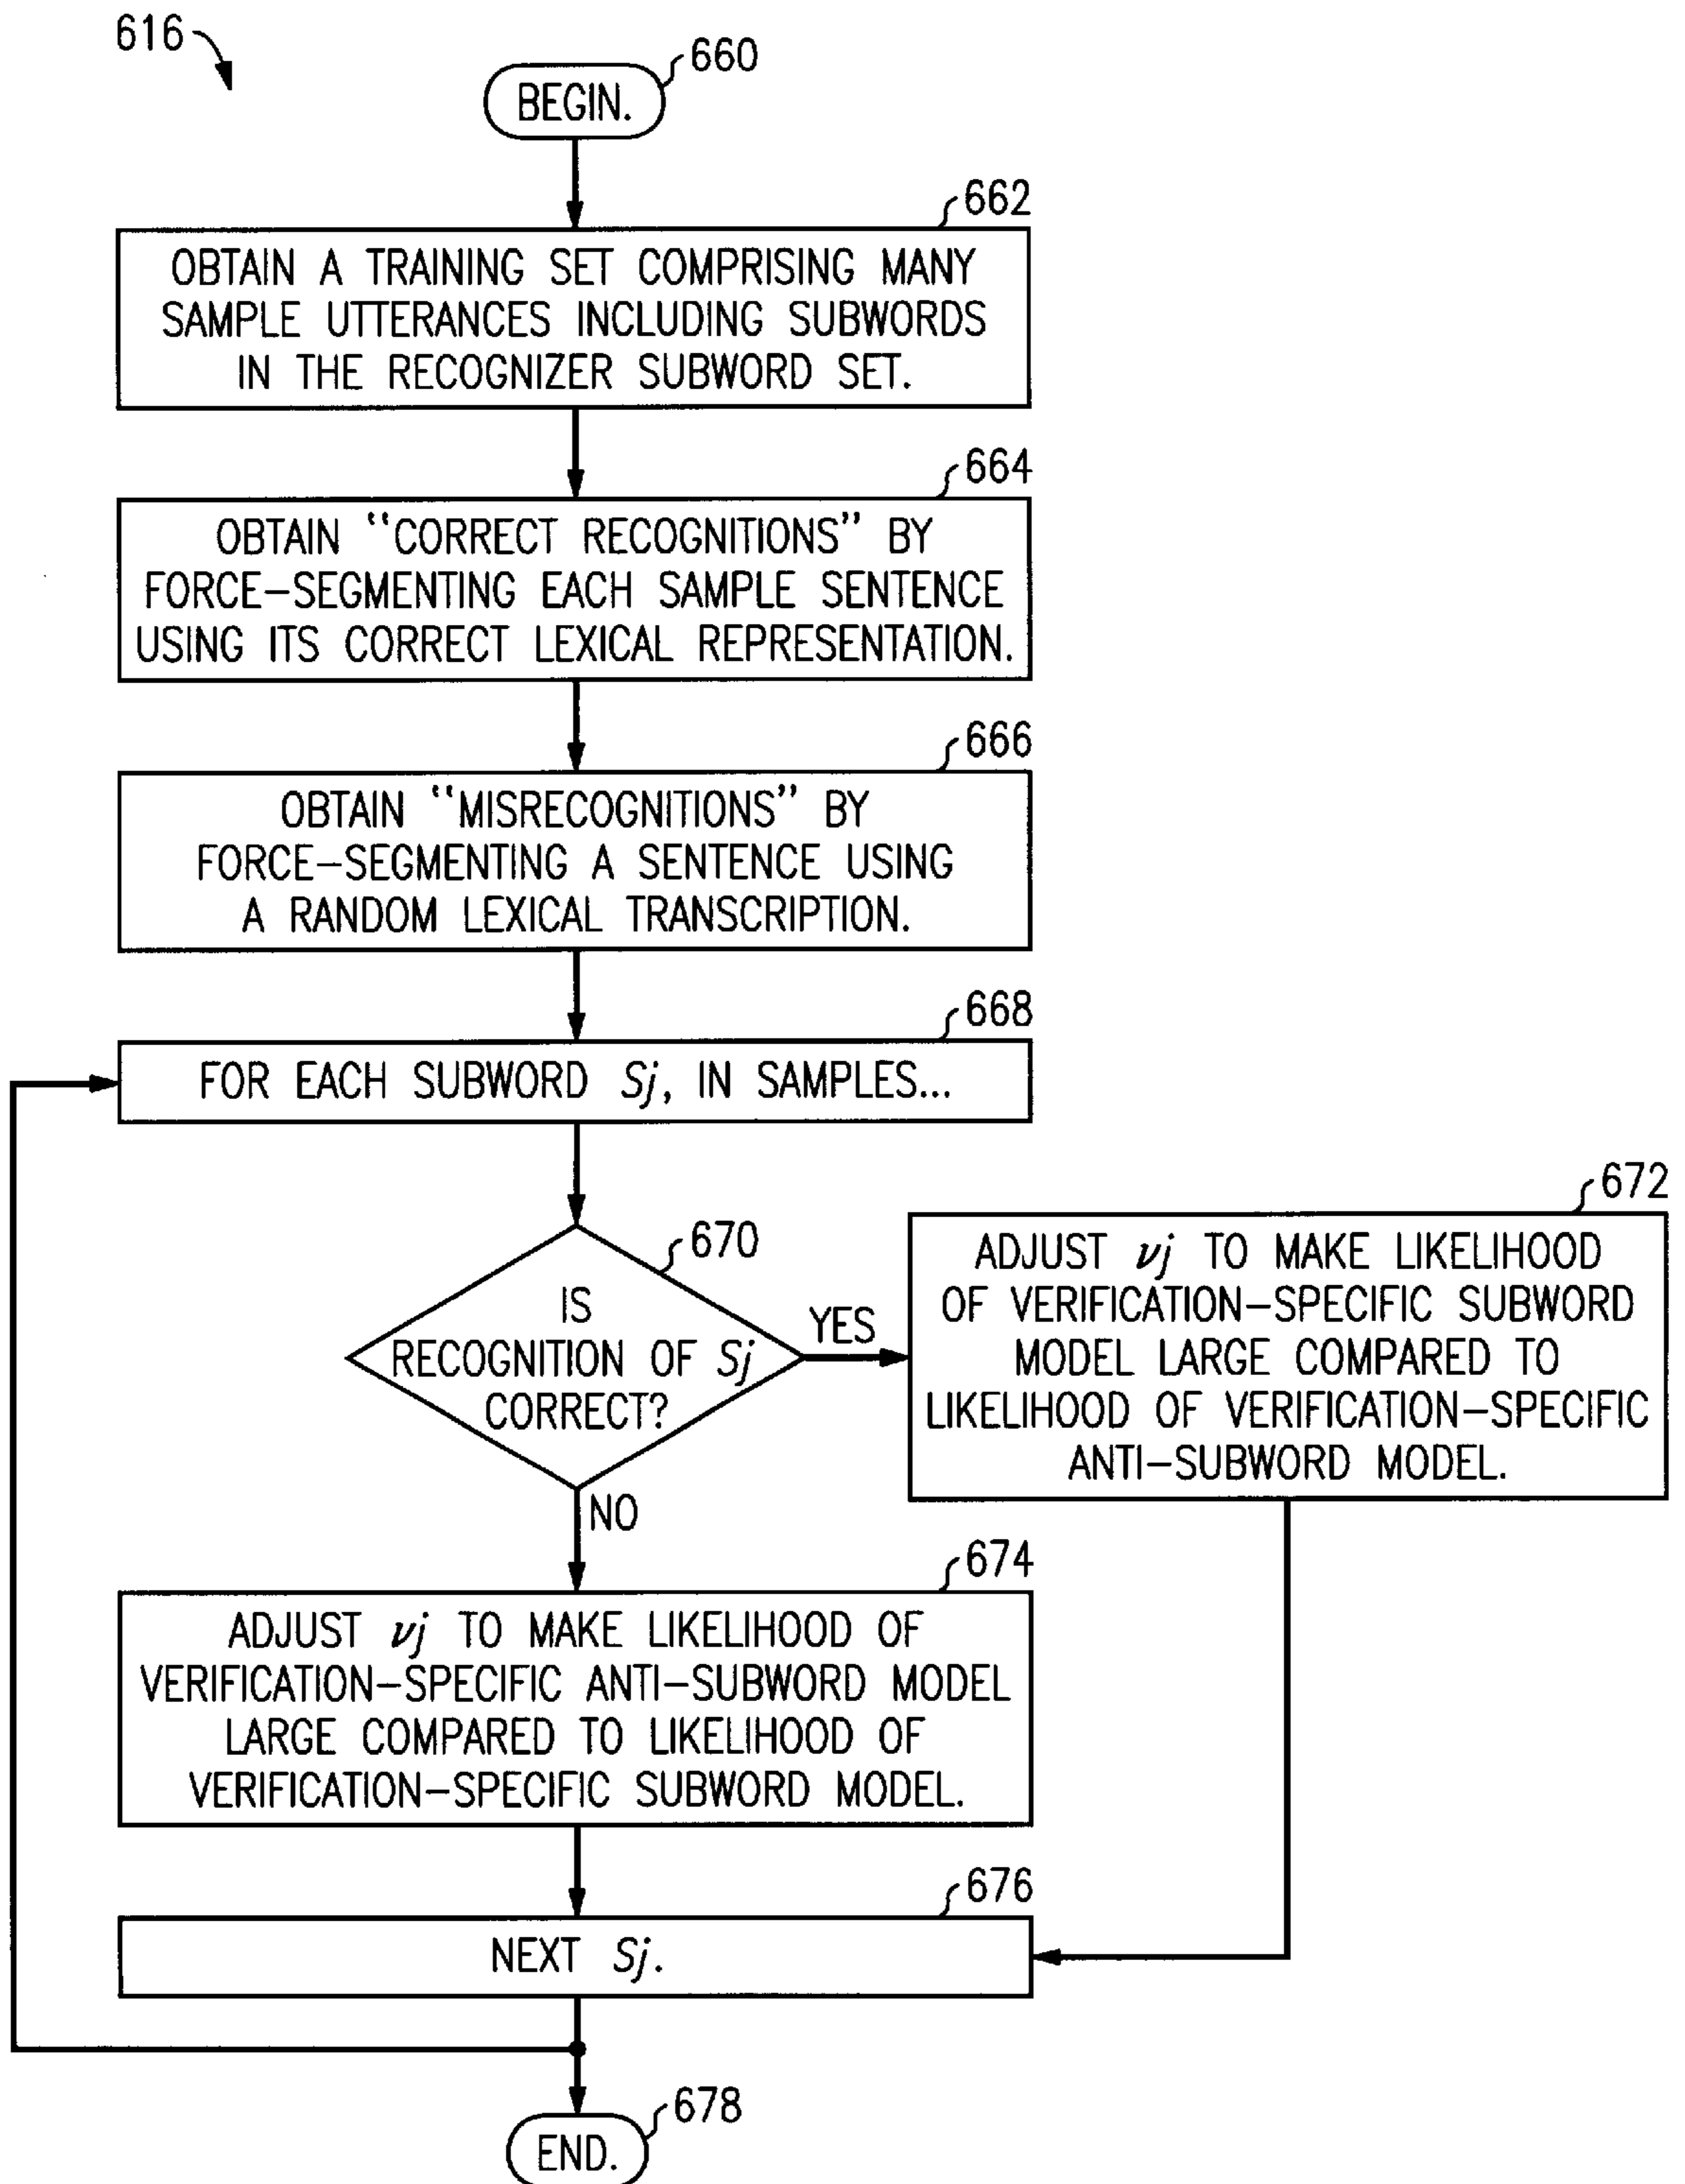 616
660
BEGIN.
662
OBTAIN A TRAINING SET COMPRISING MANY
SAMPLE UTTERANCES INCLUDING SUBWORDS
IN THE RECOGNIZER SUBWORD SET.
664
OBTAIN "CORRECT RECOGNITIONS" BY
FORCE-SEGMENTING EACH SAMPLE SENTENCE
USING ITS CORRECT LEXICAL REPRESENTATION.
666
OBTAIN "MISRECOGNITIONS" BY
FORCE-SEGMENTING A SENTENCE USING
A RANDOM LEXICAL TRANSCRIPTION.
668
FOR EACH SUBWORD Sj, IN SAMPLES...
670
IS
RECOGNITION OF Sj
CORRECT?
YES
672
ADJUST νj TO MAKE LIKELIHOOD
OF VERIFICATION-SPECIFIC SUBWORD
MODEL LARGE COMPARED TO
LIKELIHOOD OF VERIFICATION-SPECIFIC
ANTI-SUBWORD MODEL.
NO
674
ADJUST νj TO MAKE LIKELIHOOD OF
VERIFICATION-SPECIFIC ANTI-SUBWORD MODEL
LARGE COMPARED TO LIKELIHOOD OF
VERIFICATION-SPECIFIC SUBWORD MODEL.
676
NEXT Sj.
678
END.